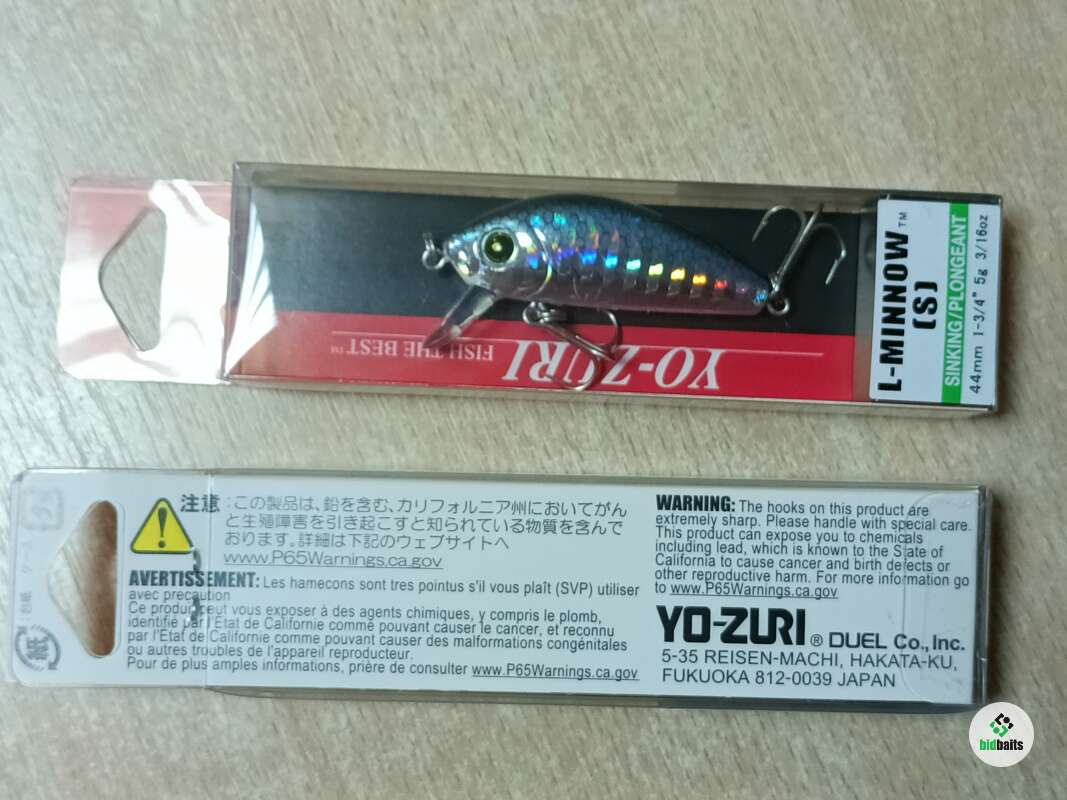 L-MINNOW™
(S)
SINKING/PLONGEANT
44mm 1-3/4" 5g 3/16oz
YO-ZURI
FISH THE BEST™
注意:この製品は、鉛を含む、カリフォルニア州においてがん
と生殖障害を引き起こすと知られている物質を含んで
おります。詳細は下記のウェブサイトへ
www.P65Warnings.ca.gov
AVERTISSEMENT: Les hamecons sont tres pointus s'il vous plaît (SVP) utiliser
avec precaution
Ce produit peut vous exposer à des agents chimiques, y compris le plomb,
identifié par l'État de Californie comme pouvant causer le cancer, et reconnu
par l'État de Californie comme pouvant causer des malformations congénitales
ou autres troubles de l'appareil reproducteur.
Pour de plus amples informations, prière de consulter www.P65Warnings.ca.gov
WARNING: The hooks on this product are
extremely sharp. Please handle with special care.
This product can expose you to chemicals
including lead, which is known to the State of
California to cause cancer and birth defects or
other reproductive harm. For more information go
to www.P65Warnings.ca.gov
YO-ZURI ® DUEL Co., Inc.
5-35 REISEN-MACHI, HAKATA-KU,
FUKUOKA 812-0039 JAPAN
紙
:台紙
bidbaits